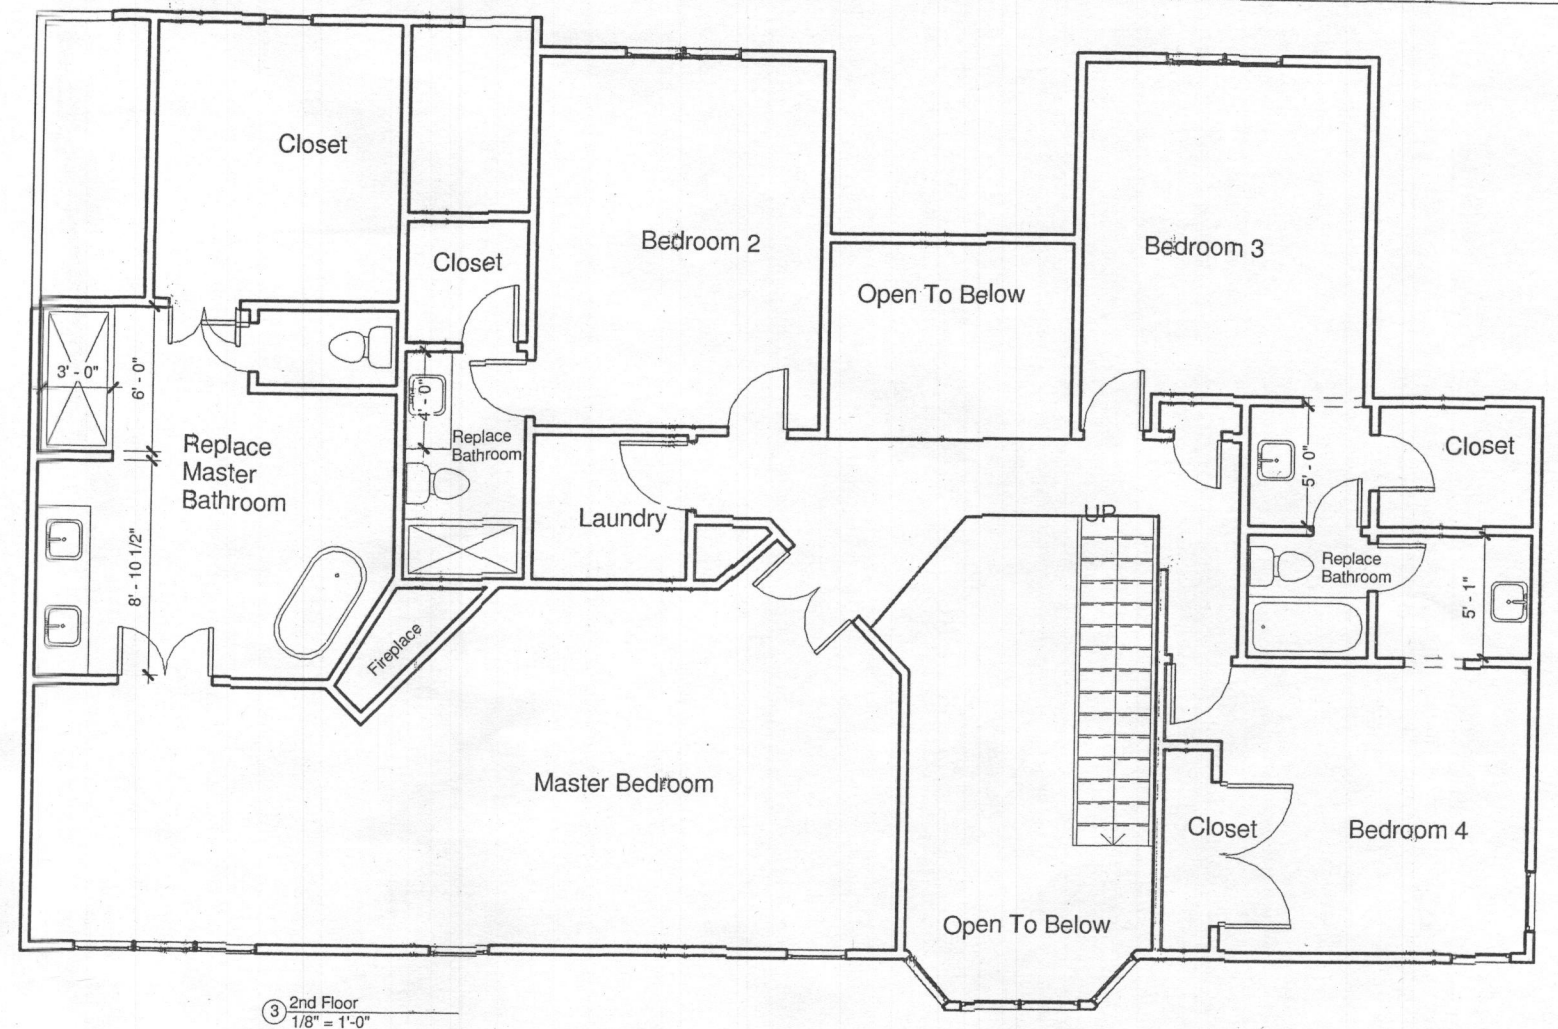 Closet
Bedroom 2
Closet
Open To Below
Bedroom 3
3' - 0"
6' - 0"
4' - 0"
Replace
Bathroom
Replace
Master
Bathroom
Closet
5' - 0"
Laundry
UP
8' - 10 1/2"
Replace
Bathroom
5' - 1"
Fireplace
Master Bedroom
Closet
Bedroom 4
Open To Below
3
2nd Floor
1/8" = 1'-0"